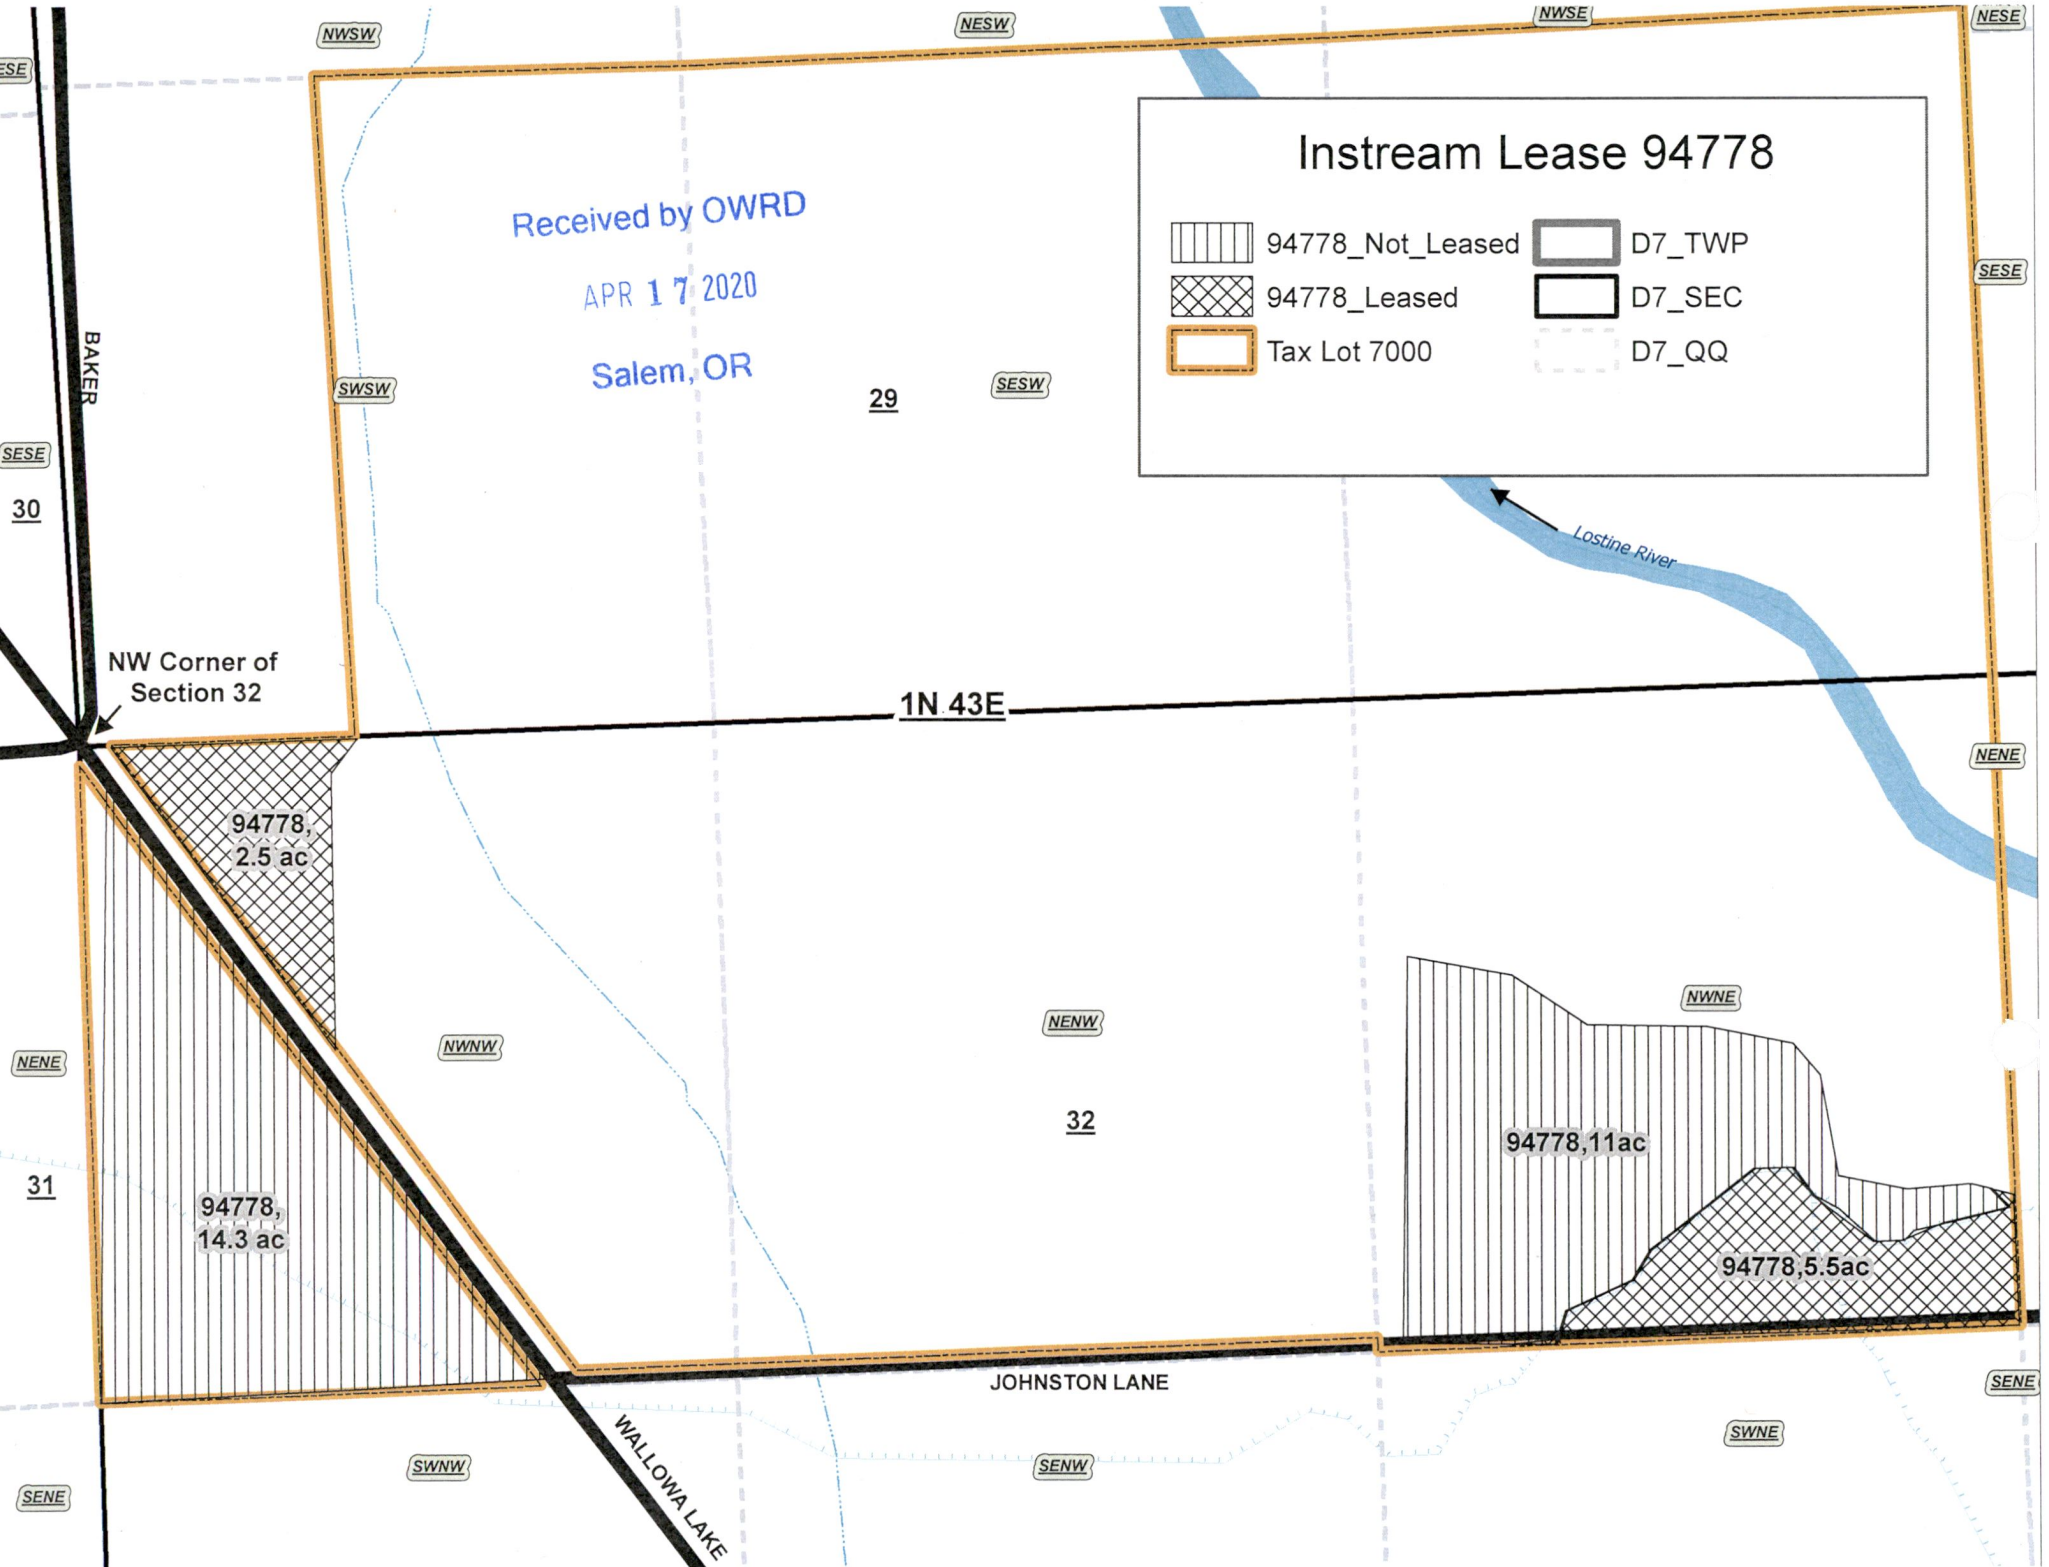 NWSW
NESW
NWSE
NESE
ESE
Instream Lease 94778
94778_Not_Leased
D7_TWP
94778_Leased
D7_SEC
Tax Lot 7000
D7_QQ
Received by OWRD
APR 17 2020
Salem, OR
SESE
BAKER
SWSW
29
SESW
SESE
30
Lostine River
NW Corner of
Section 32
1N 43E
NENE
94778,
2.5 ac
NWNE
NENW
NWNW
NENE
32
94778,11ac
31
94778,
14.3 ac
94778,5.5ac
JOHNSTON LANE
SENE
WALLOWA LAKE
SWNE
SWNW
SENW
SENE